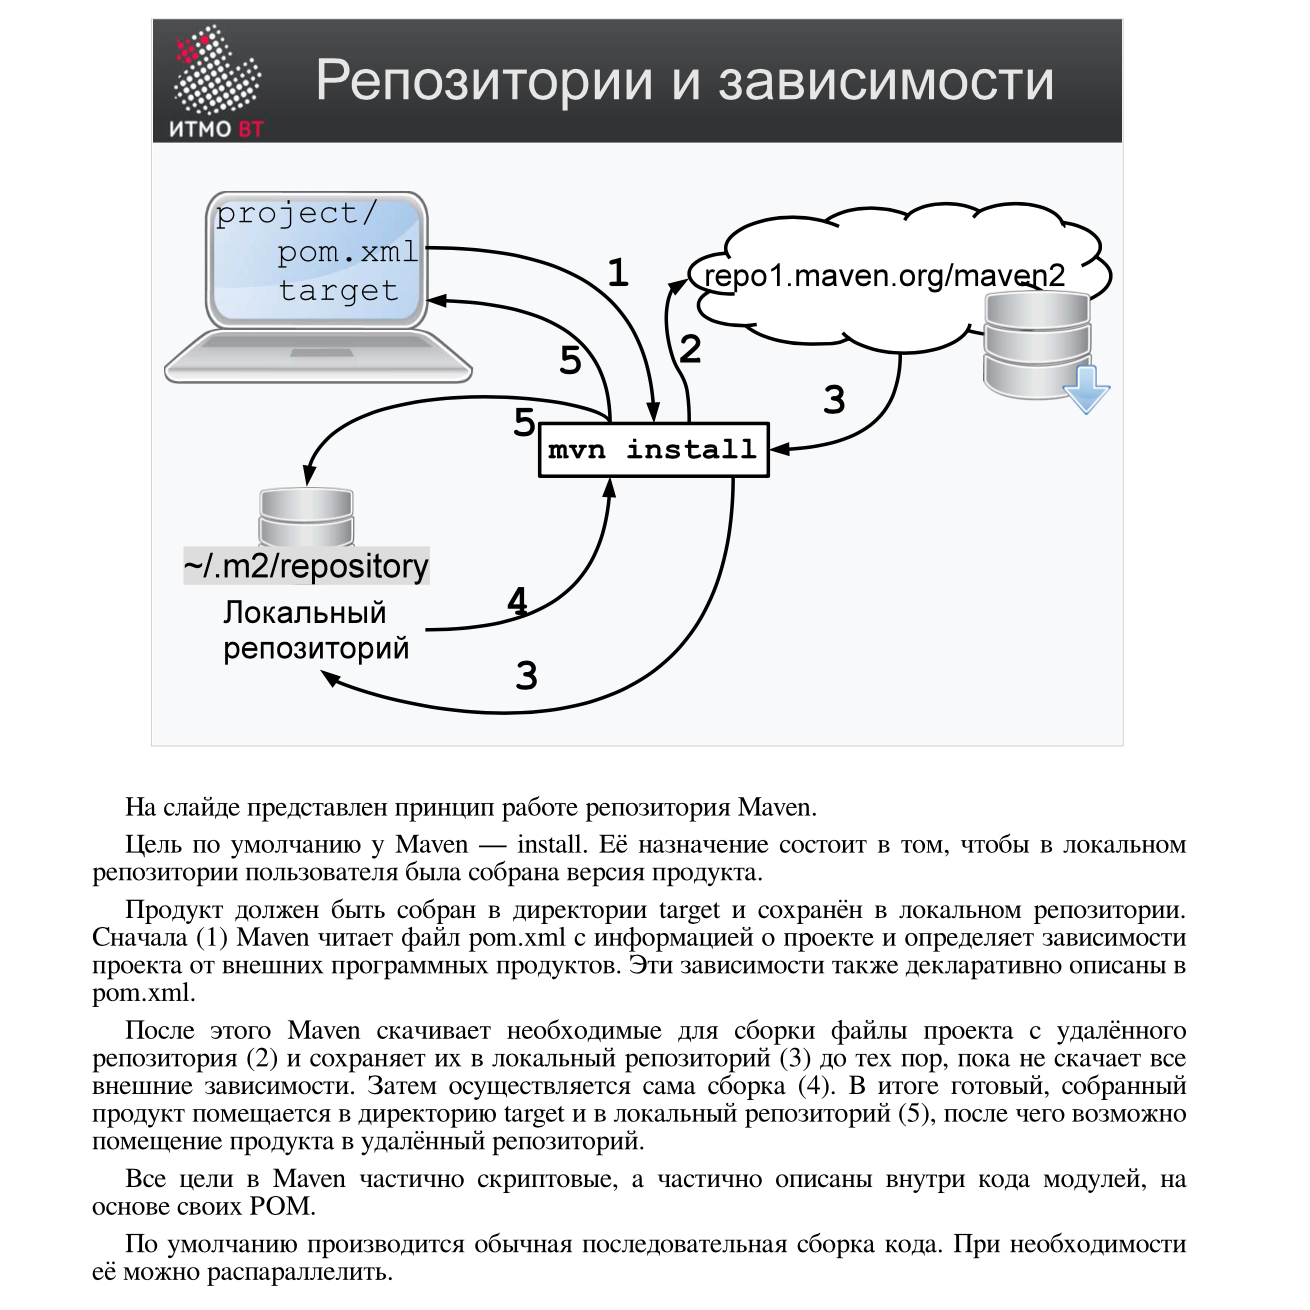 Репозитории и зависимости
ИТМО ВТ
project/
pom.xml
target
1
repo1.maven.org/maven2
2
5
3
5
mvn install
~/.m2/repository
4
Локальный
репозиторий
3
На слайде представлен принцип работе репозитория Maven.
Цель по умолчанию у Maven — install. Её назначение состоит в том, чтобы в локальном
репозитории пользователя была собрана версия продукта.
Продукт должен быть собран в директории target и сохранён в локальном репозитории.
Сначала (1) Maven читает файл pom.xml с информацией о проекте и определяет зависимости
проекта от внешних программных продуктов. Эти зависимости также декларативно описаны в
pom.xml.
После этого Maven скачивает необходимые для сборки файлы проекта с удалённого
репозитория (2) и сохраняет их в локальный репозиторий (3) до тех пор, пока не скачает все
внешние зависимости. Затем осуществляется сама сборка (4). В итоге готовый, собранный
продукт помещается в директорию target и в локальный репозиторий (5), после чего возможно
помещение продукта в удалённый репозиторий.
Все цели в Maven частично скриптовые, а частично описаны внутри кода модулей, на
основе своих POM.
По умолчанию производится обычная последовательная сборка кода. При необходимости
её можно распараллелить.